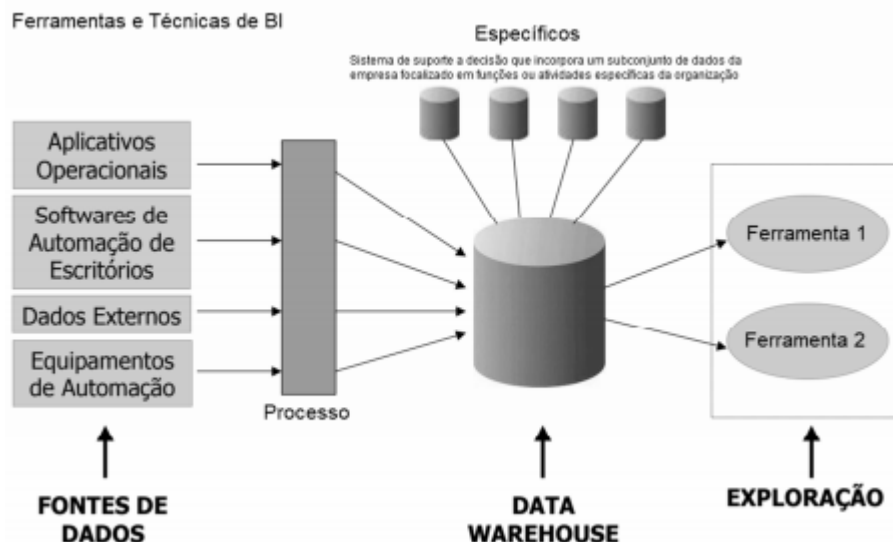 Ferramentas e Técnicas de BI
Específicos
Sistema de suporte a decisão que incorpora um subconjunto de dados da
empresa focalizado em funções ou atividades específicas da organização
Aplicativos
Operacionais
Softwares de
Automação de
Escritórios
Dados Externos
Equipamentos
de Automação
Processo
Ferramenta 1
Ferramenta 2
FONTES DE
DADOS
DATA
WAREHOUSE
EXPLORAÇÃO